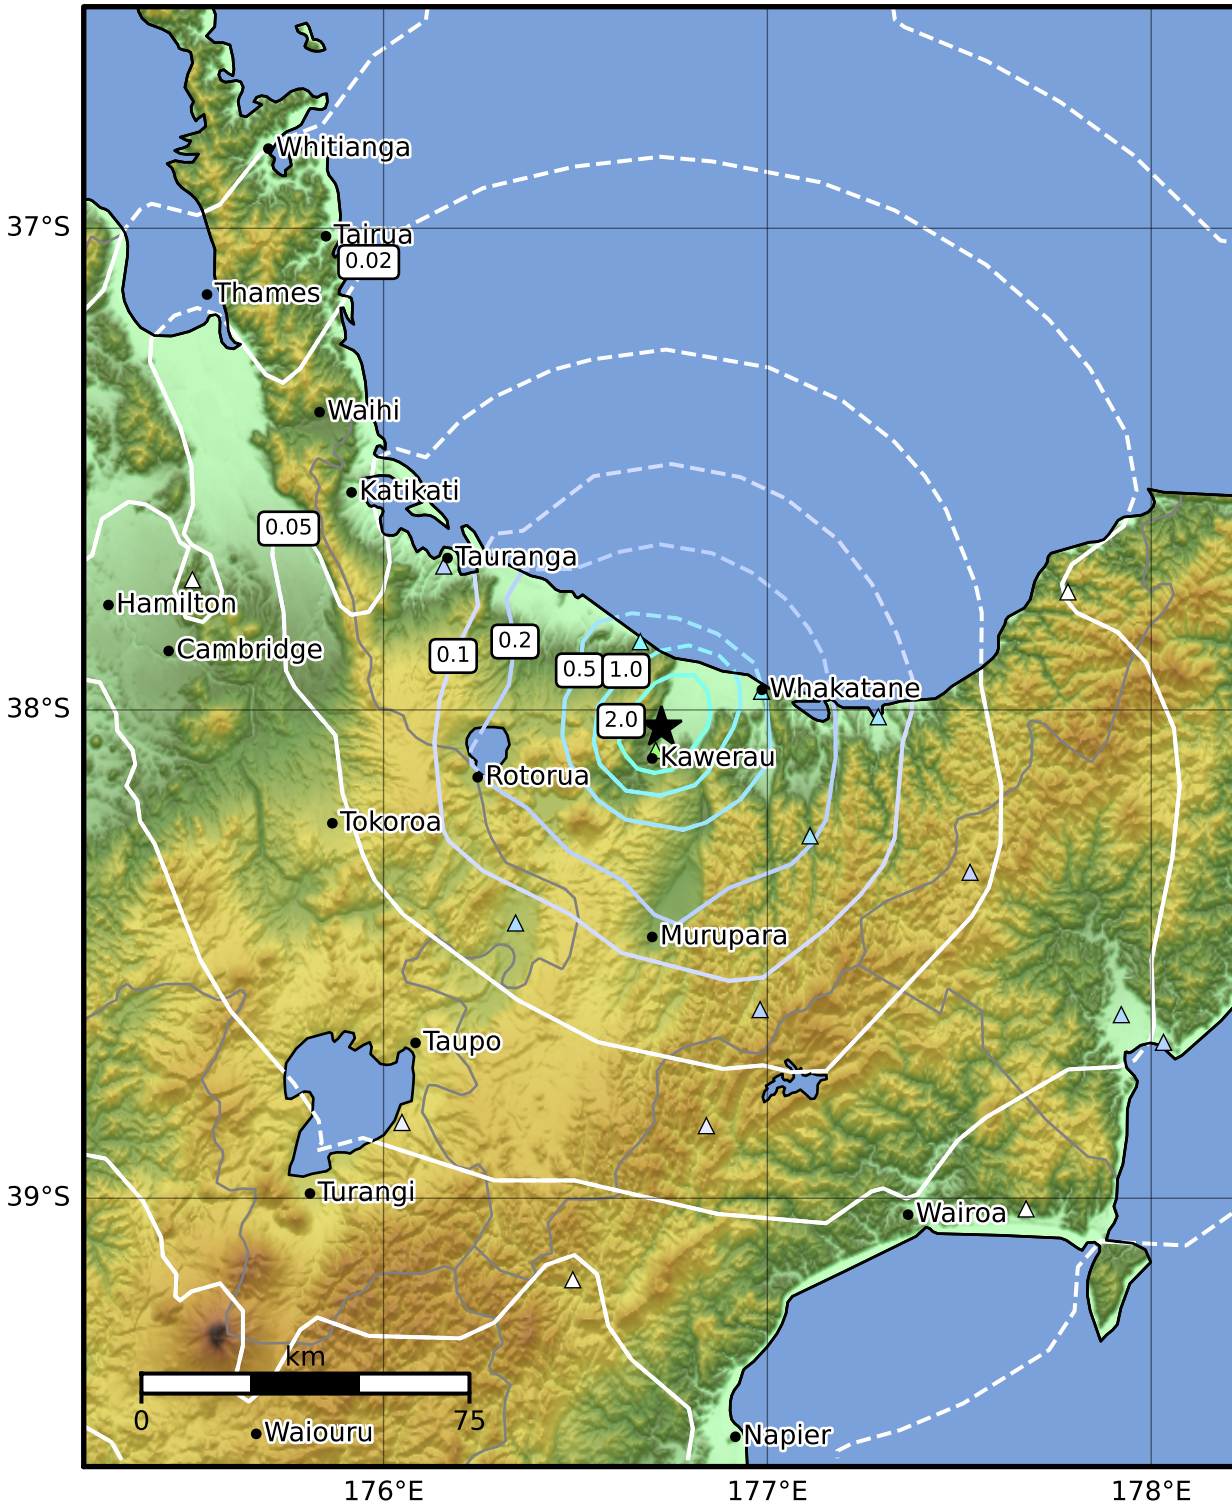 Whitianga
37°S
Tairua
0.02
Thames
Waihi
Katikati
0.05
Tauranga
Hamilton
0.2
Cambridge
0.1
0.5
1.0
Whakatane
38°S
2.0
Kawerau
Rotorua
Tokoroa
Murupara
Taupo
Turangi
39°S
Wairoa
km
0
75
Waiouru
Napier
176°E
177°E
178°E